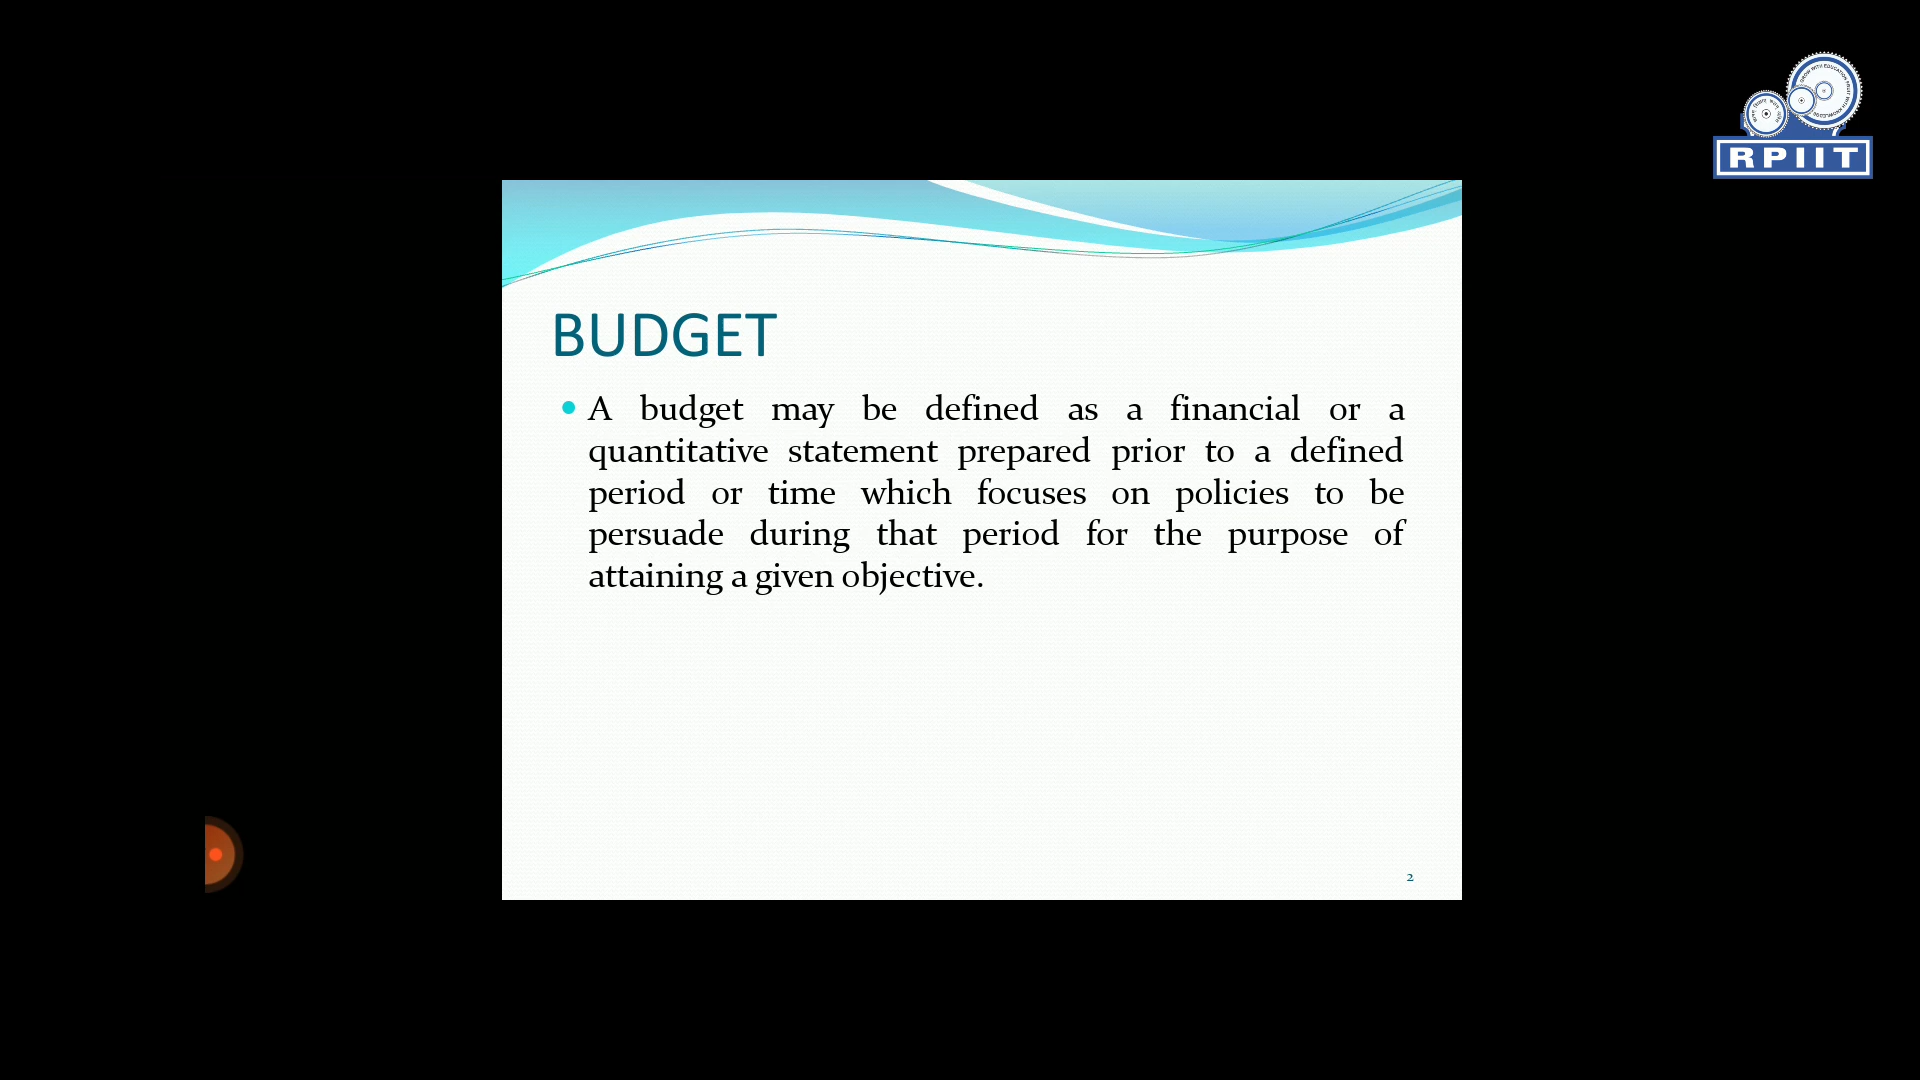 RPIIT
BUDGET
A budget may be defined as a financial or a
quantitative statement prepared prior to a defined
period or time which focuses on policies to be
persuade during that period for the purpose of
attaining a given objective.
2